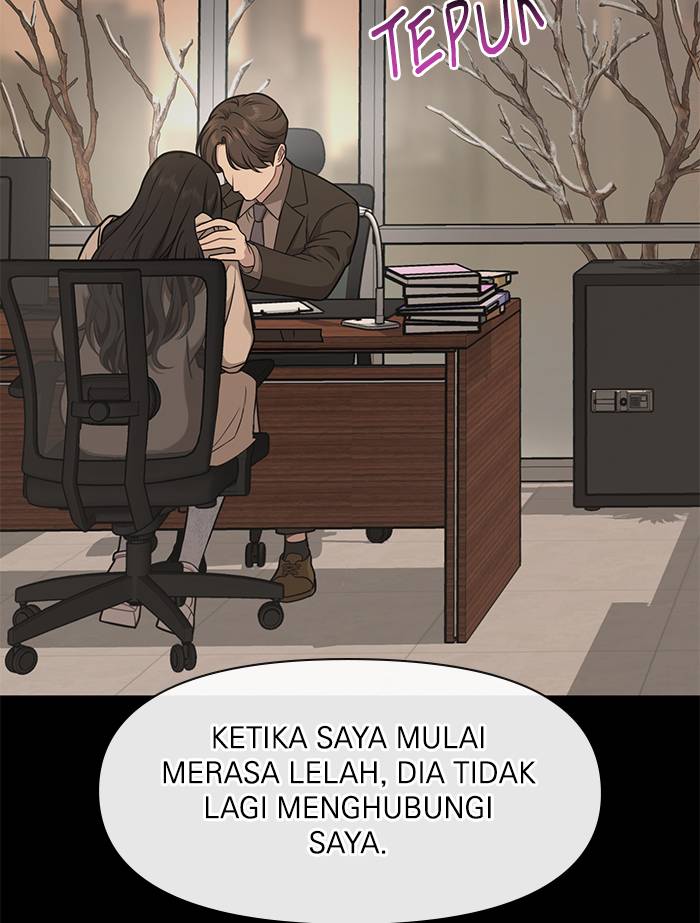 TEPUK
KETIKA SAYA MULAI
MERASA LELAH, DIA TIDAK
LAGI MENGHUBUNGI
SAYA.